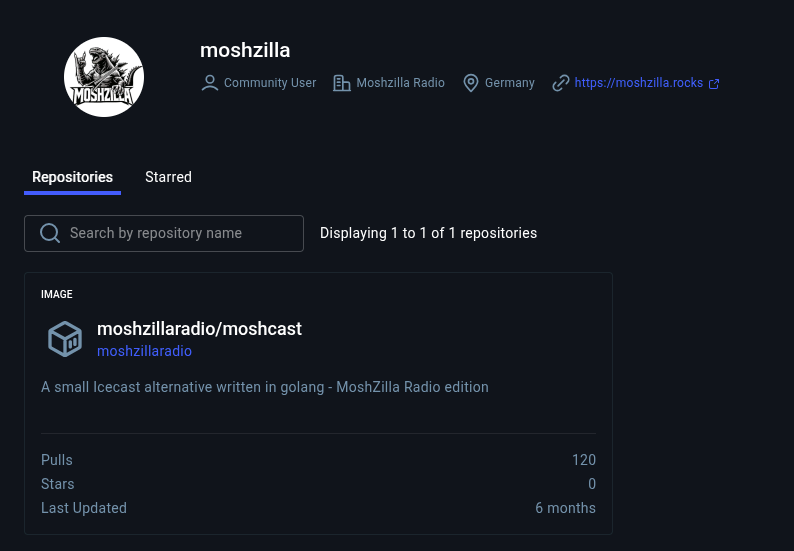 MOSHZILLA
moshzilla
Community User Moshzilla Radio Germany https://moshzilla.rocks
Repositories Starred
Search by repository name Displaying 1 to 1 of 1 repositories
IMAGE
moshzillaradio/moshcast
moshzillaradio
A small Icecast alternative written in golang - MoshZilla Radio edition
Pulls 120
Stars 0
Last Updated 6 months